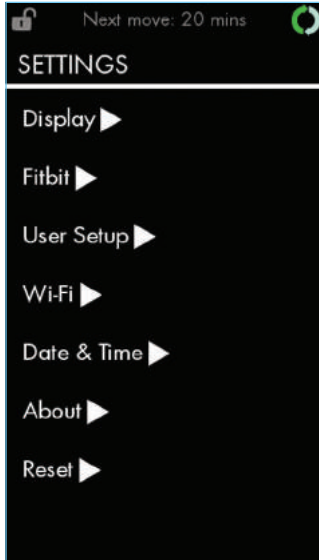 Next move: 20 mins
SETTINGS
Display
Fitbit
User Setup
Wi-Fi
Date & Time
About
Reset